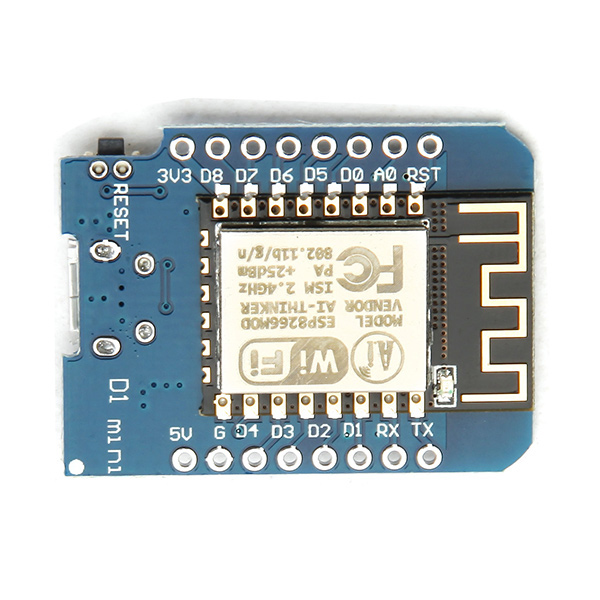 3V3 D8 D7 D6 D5 D0 A0 RST
RESET
MODEL ESP8266MOD
VENDOR AI-THINKER
ISM 2.4GHz
PA +25dBm
802.11b/g/n
FC
Ai
WiFi
D1 mini
5V G D4 D3 D2 D1 RX TX